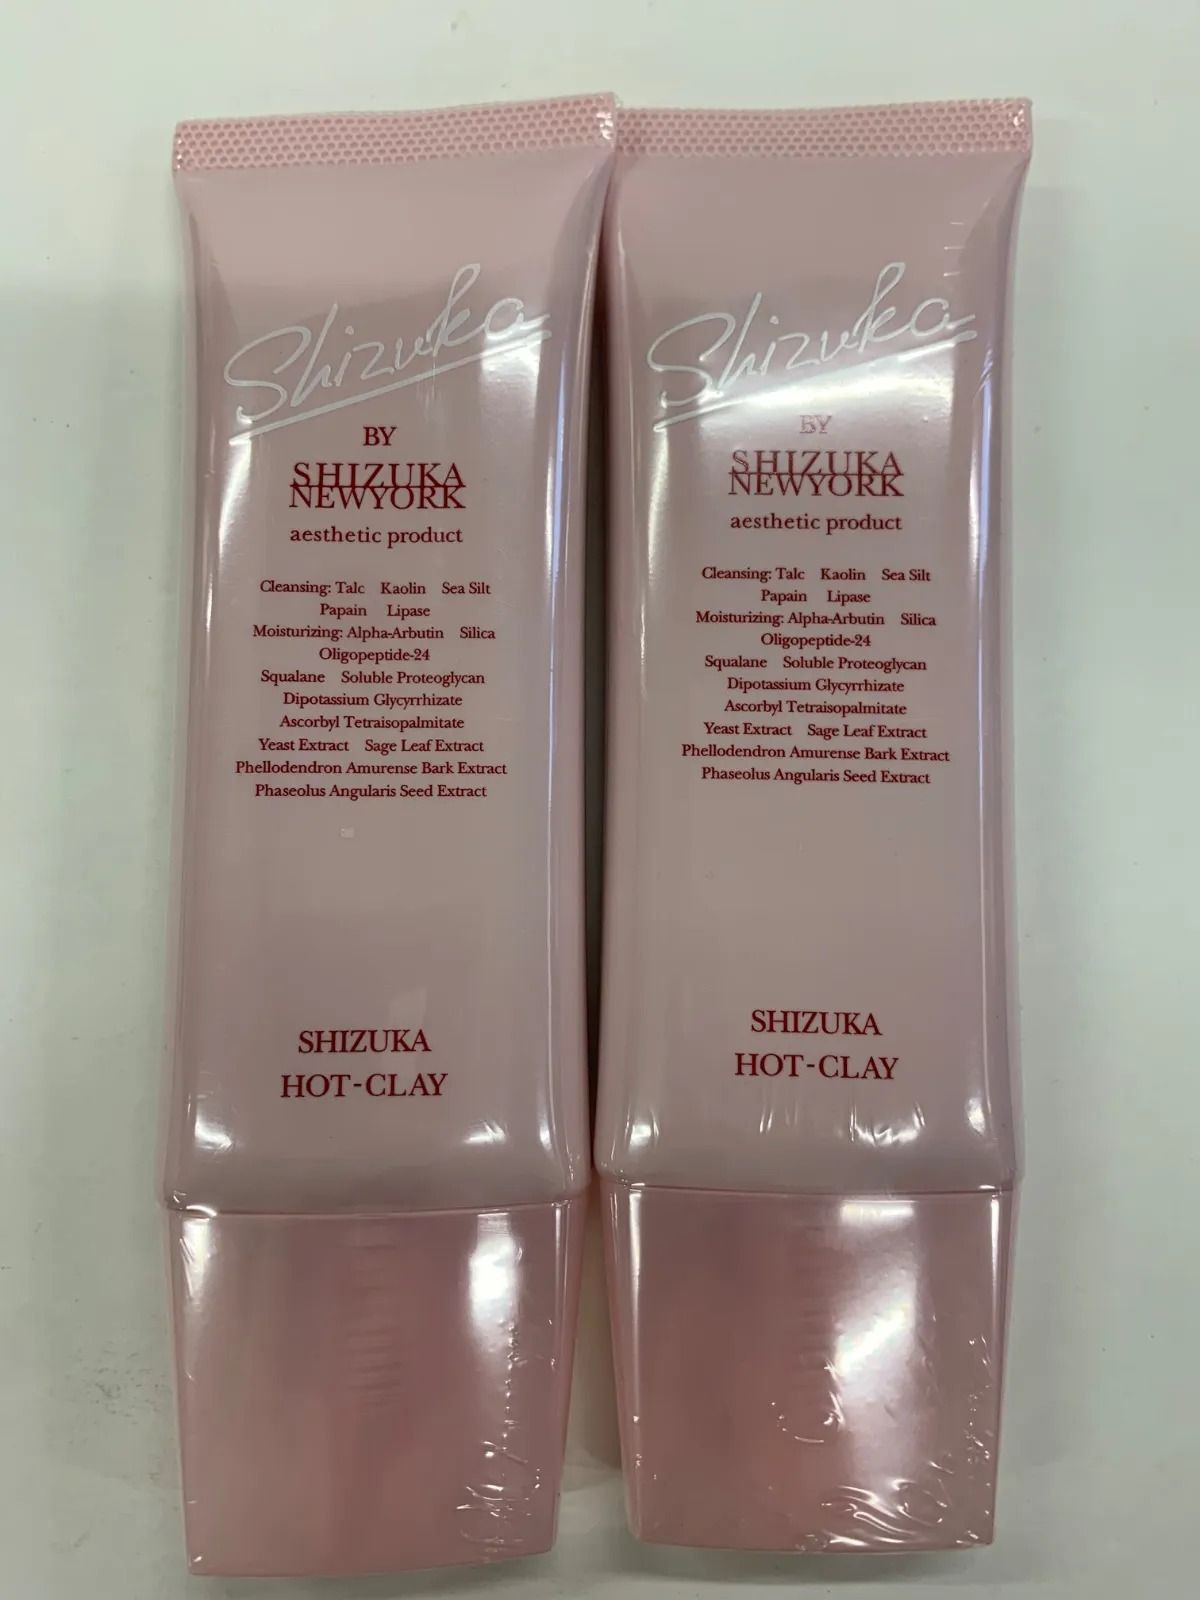 Shizuka
BY
SHIZUKA
NEWYORK
aesthetic product
Cleansing: Talc Kaolin Sea Silt
Papain Lipase
Moisturizing: Alpha-Arbutin Silica
Oligopeptide-24
Squalane Soluble Proteoglycan
Dipotassium Glycyrrhizate
Ascorbyl Tetraisopalmitate
Yeast Extract Sage Leaf Extract
Phellodendron Amurense Bark Extract
Phaseolus Angularis Seed Extract
SHIZUKA
HOT-CLAY
Shizuka
BY
SHIZUKA
NEWYORK
aesthetic product
Cleansing: Talc Kaolin Sea Silt
Papain Lipase
Moisturizing: Alpha-Arbutin Silica
Oligopeptide-24
Squalane Soluble Proteoglycan
Dipotassium Glycyrrhizate
Ascorbyl Tetraisopalmitate
Yeast Extract Sage Leaf Extract
Phellodendron Amurense Bark Extract
Phaseolus Angularis Seed Extract
SHIZUKA
HOT-CLAY